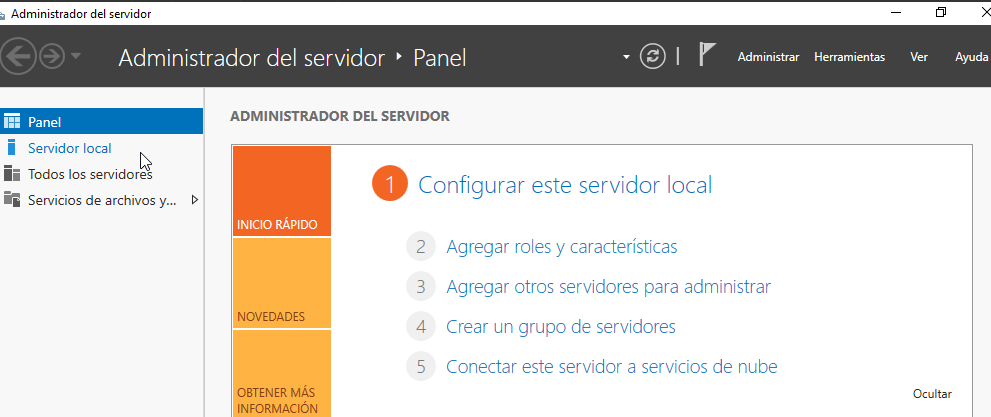 Administrador del servidor
Administrador del servidor ‣ Panel
Administrar Herramientas Ver Ayuda
Panel
Servidor local
Todos los servidores
Servicios de archivos y...
ADMINISTRADOR DEL SERVIDOR
INICIO RÁPIDO
NOVEDADES
OBTENER MÁS
INFORMACIÓN
1 Configurar este servidor local
2 Agregar roles y características
3 Agregar otros servidores para administrar
4 Crear un grupo de servidores
5 Conectar este servidor a servicios de nube
Ocultar